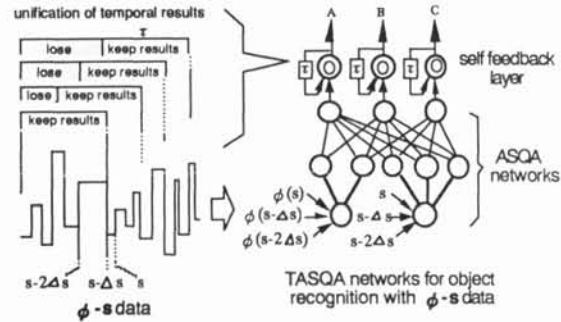 unification of temporal results
τ
lose keep results
lose keep results
lose keep results
keep results
s-2Δs s-Δs s
ϕ-s data
A B C
τ τ τ
self feedback
layer
ASQA
networks
ϕ(s)
ϕ(s-Δs)
ϕ(s-2Δs)
s
s-Δs
s-2Δs
TASQA networks for object
recognition with ϕ-s data